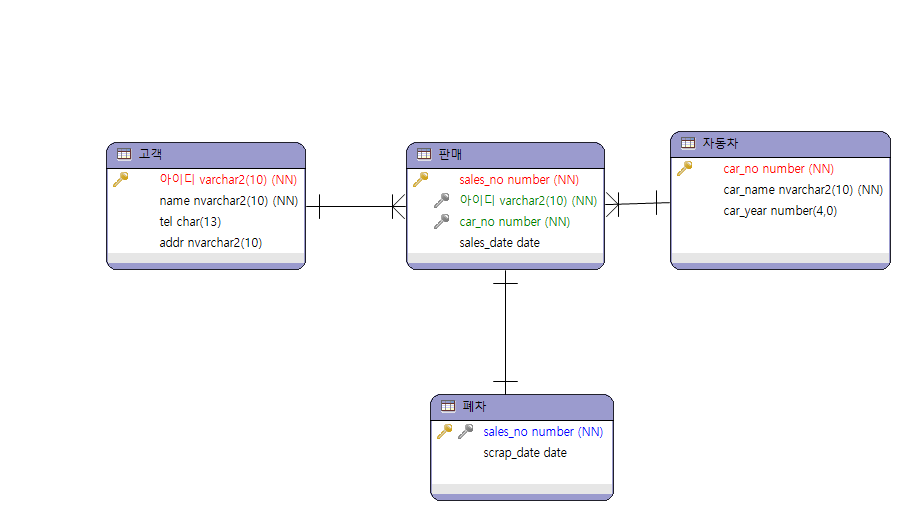 고객
아이디 varchar2(10) (NN)
name nvarchar2(10) (NN)
tel char(13)
addr nvarchar2(10)
판매
sales_no number (NN)
아이디 varchar2(10) (NN)
car_no number (NN)
sales_date date
자동차
car_no number (NN)
car_name nvarchar2(10) (NN)
car_year number(4,0)
폐차
sales_no number (NN)
scrap_date date